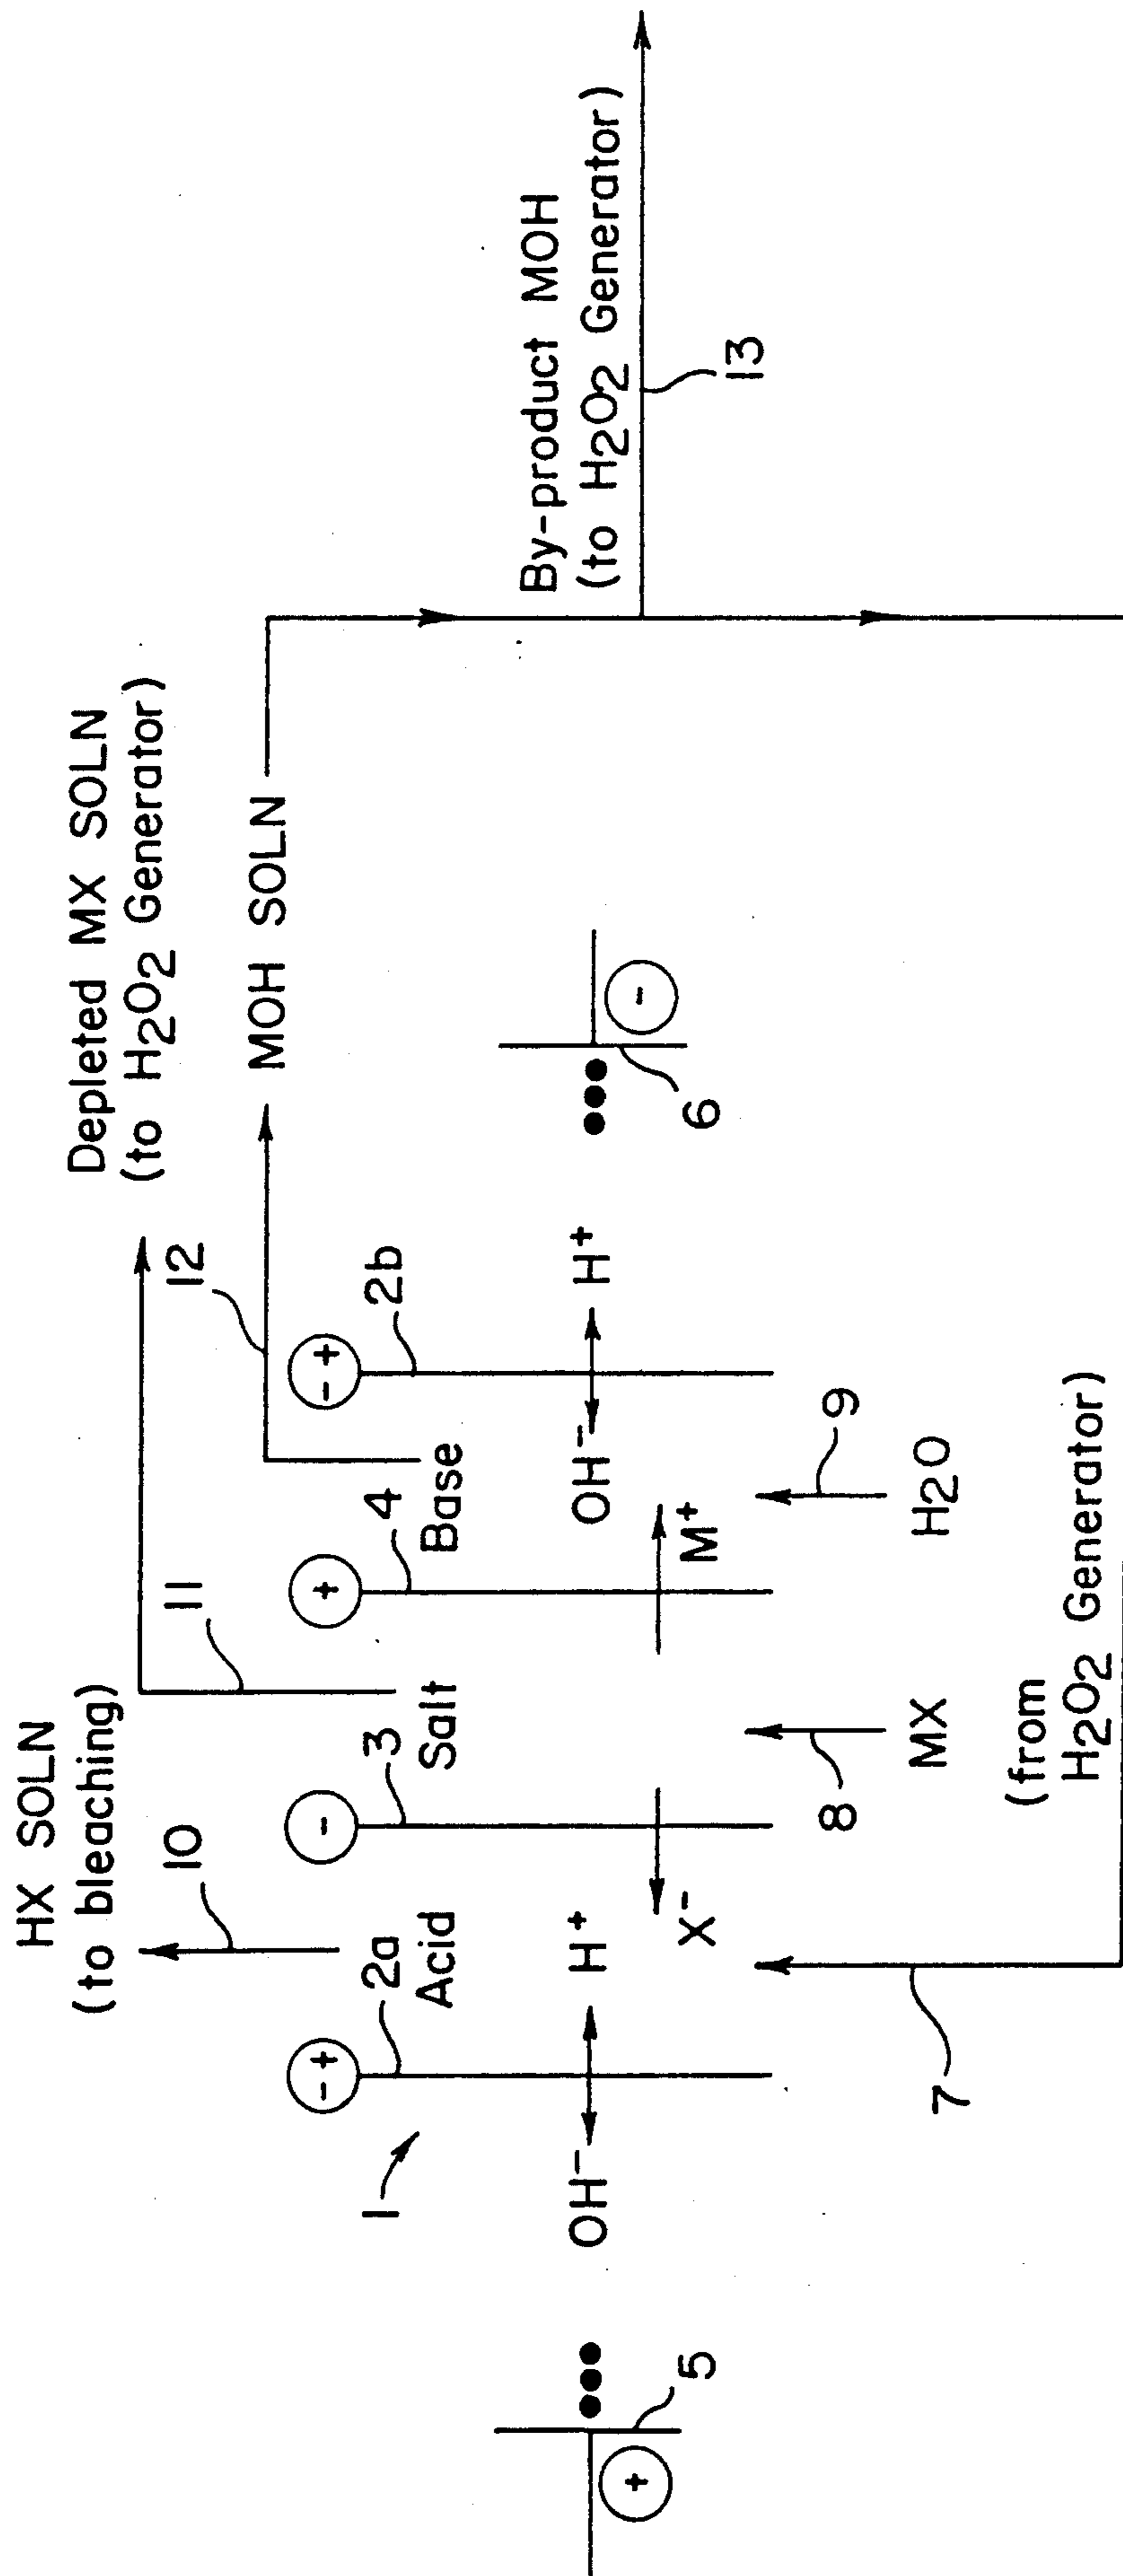 HX SOLN
(to bleaching)
Depleted MX SOLN
(to H2O2 Generator)
MOH SOLN
By-product MOH
(to H2O2 Generator)
10
11
12
13
1
2a
Acid
3
Salt
4
Base
2b
- +
-
+
- +
OH⁻
H⁺
X⁻
M⁺
OH⁻
H⁺
+
5
-
6
7
8
MX
(from
H2O2 Generator)
9
H2O